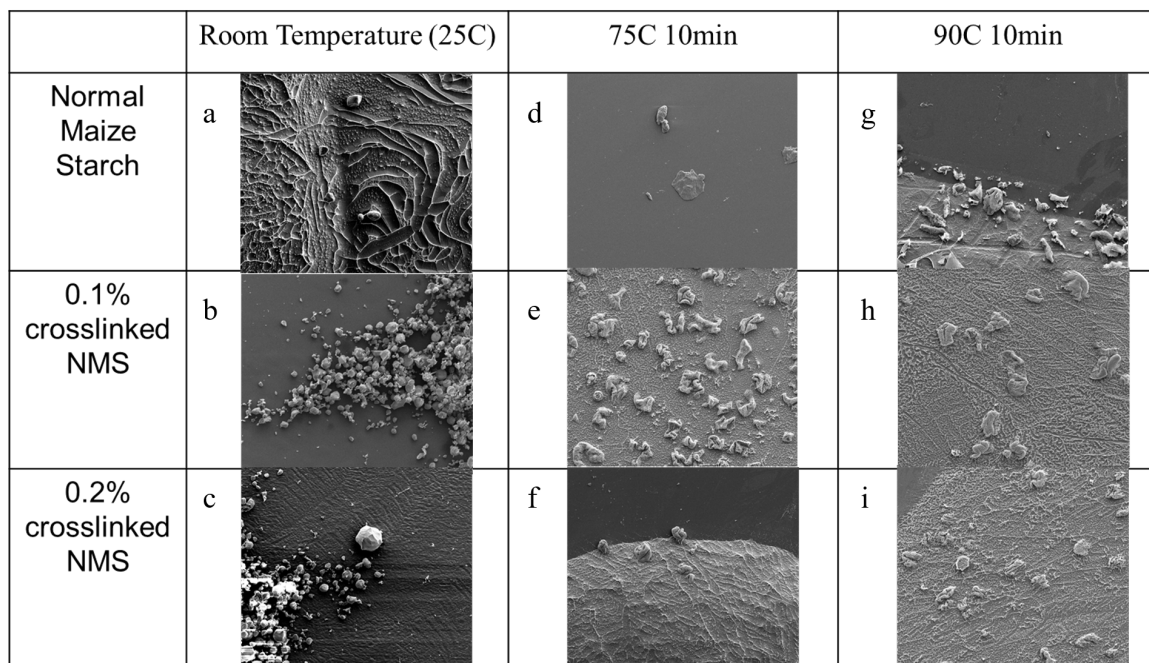 Room Temperature (25C)
75C 10min
90C 10min
Normal
Maize
Starch
a
d
g
0.1%
crosslinked
NMS
b
e
h
0.2%
crosslinked
NMS
c
f
i